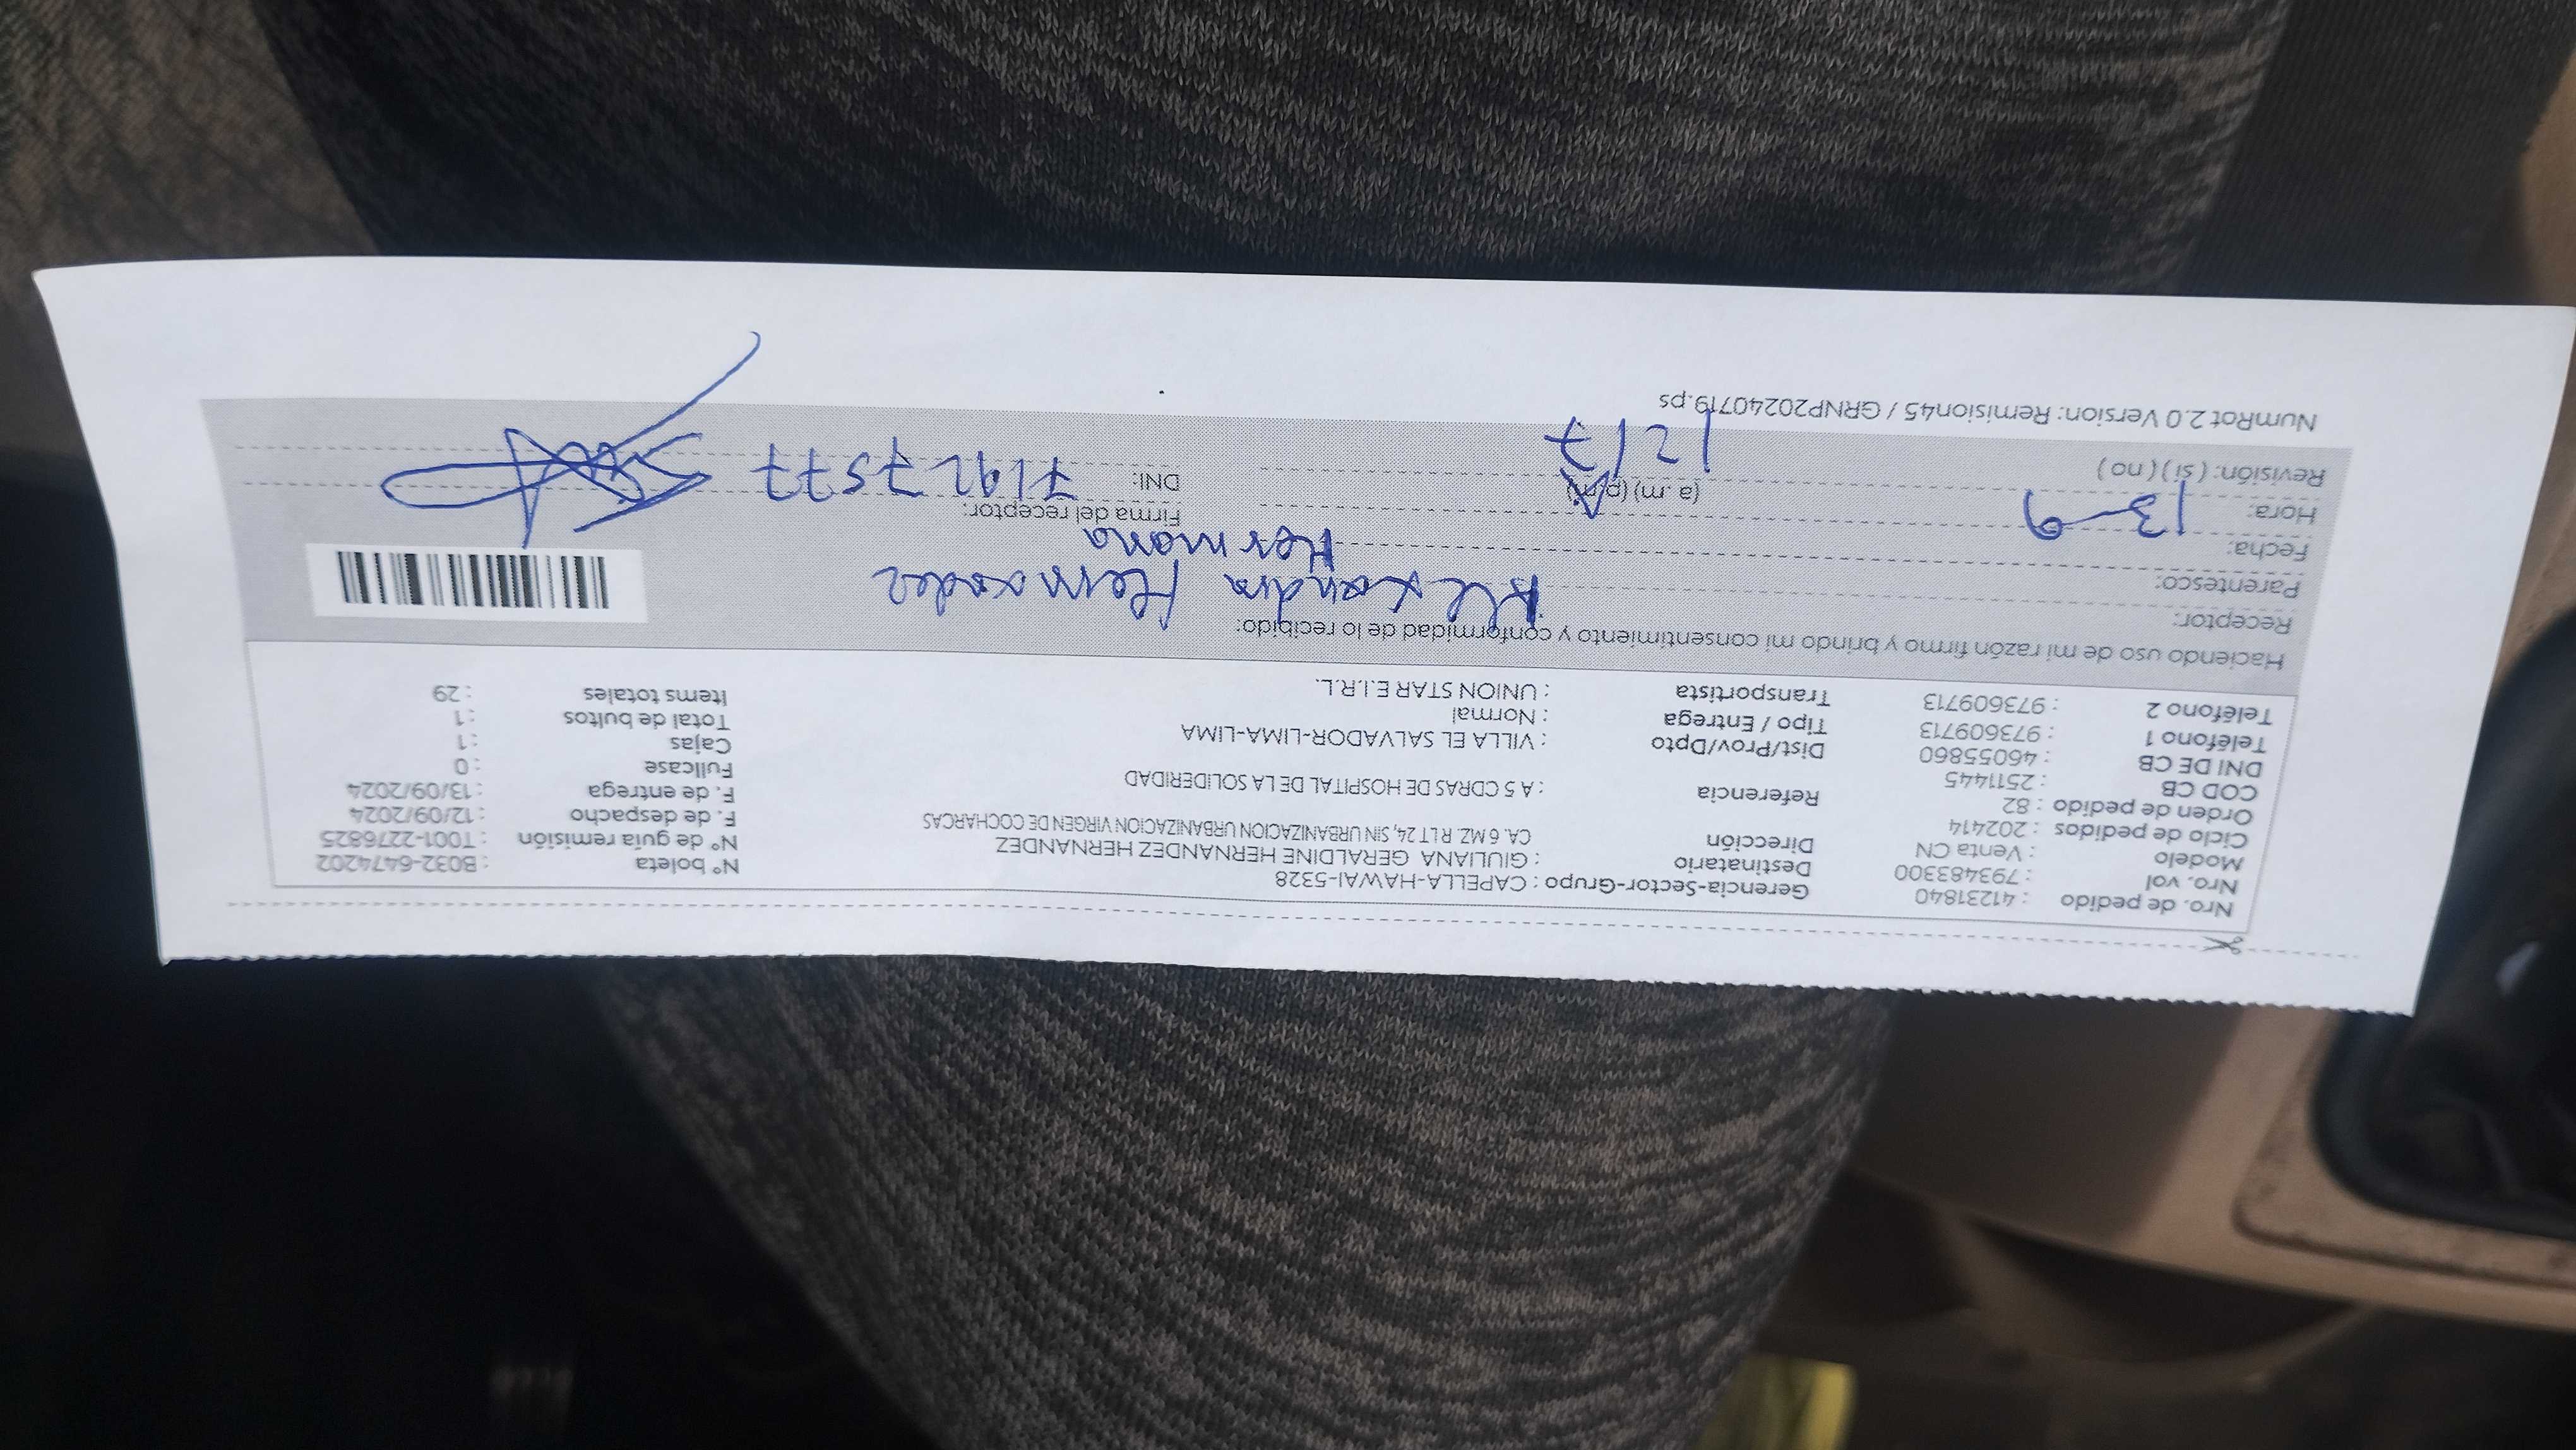 Nro. de pedido : 41231840 Gerencia-Sector-Grupo : CAPELLA-HAWAI-5328 N° boleta : B032-6474202
Nro. vol : 793483300 Destinatario : GIULIANA GERALDINE HERNANDEZ HERNANDEZ N° de guía remisión : T001-2276825
Modelo : Venta CN Dirección CA. 6 MZ. R LT 24, SIN URBANIZACION URBANIZACION VIRGEN DE COCHARCAS F. de despacho : 12/09/2024
Ciclo de pedidos : 202414 F. de entrega : 13/09/2024
Orden de pedido : 82 Referencia : A 5 CDRAS DE HOSPITAL DE LA SOLIDERIDAD Fullcase : 0
COD CB : 2511445 Cajas : 1
DNI DE CB : 46055860 Dist/Prov/Dpto : VILLA EL SALVADOR-LIMA-LIMA Total de bultos : 1
Teléfono 1 : 973609713 Tipo / Entrega : Normal Items totales : 29
Teléfono 2 : 973609713 Transportista : UNION STAR E.I.R.L.
Haciendo uso de mi razón firmo y brindo mi consentimiento y conformidad de lo recibido:
Receptor: Alexandra Hernandez
Parentesco: Hermana
Fecha: 13-9
Hora: (a. m) (p. m) 1217 Firma del receptor:
Revisión: ( si ) ( no ) DNI: 71927577
NumRot 2.0 Version: Remision45 / GRNP20240719.ps